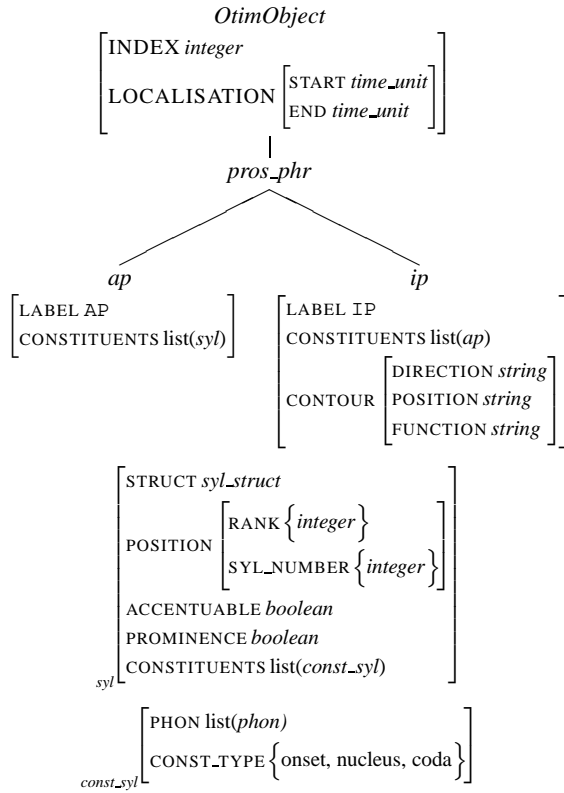 OtimObject
INDEX integer
LOCALISATION
START time_unit
END time_unit
pros_phr
ap
LABEL AP
CONSTITUENTS list(syl)
ip
LABEL IP
CONSTITUENTS list(ap)
CONTOUR
DIRECTION string
POSITION string
FUNCTION string
syl
STRUCT syl_struct
POSITION
RANK {integer}
SYL_NUMBER {integer}
ACCENTUABLE boolean
PROMINENCE boolean
CONSTITUENTS list(const_syl)
const_syl
PHON list(phon)
CONST_TYPE {onset, nucleus, coda}